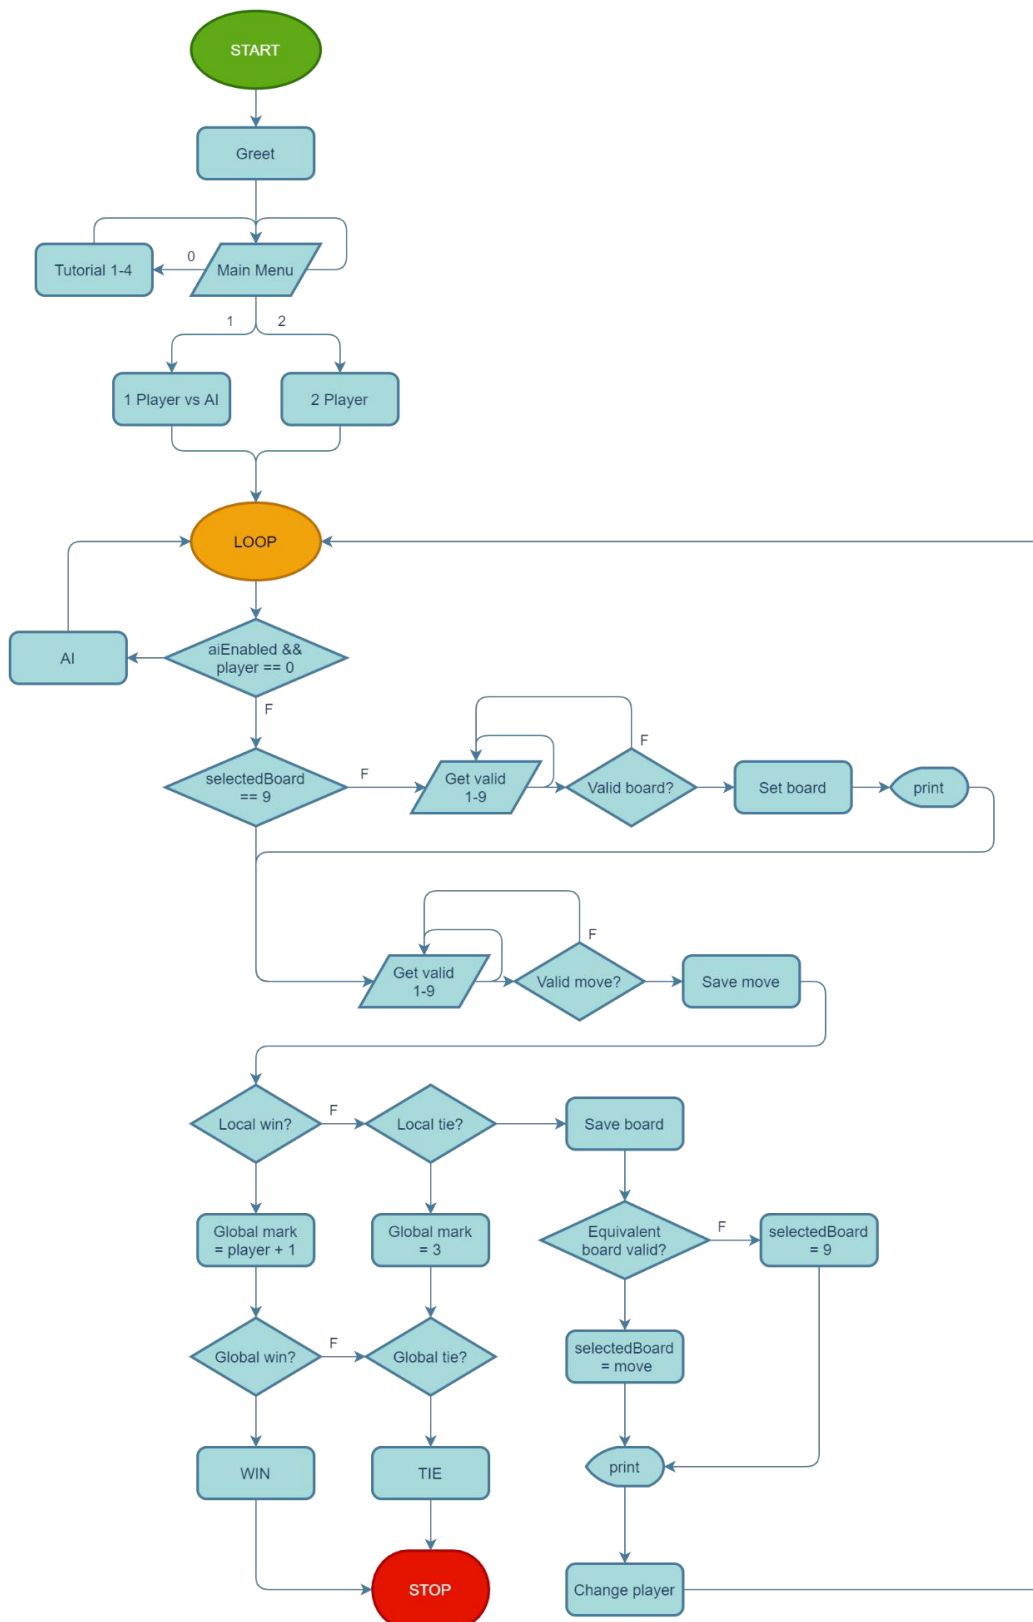 START
Greet
0
Tutorial 1-4
Main Menu
1
2
1 Player vs AI
2 Player
LOOP
AI
aiEnabled &&
player == 0
F
selectedBoard
== 9
F
Get valid
1-9
F
Valid board?
Set board
print
Get valid
1-9
F
Valid move?
Save move
Local win?
F
Local tie?
Save board
Global mark
= player + 1
Global mark
= 3
Equivalent
board valid?
F
selectedBoard
= 9
Global win?
F
Global tie?
selectedBoard
= move
WIN
TIE
print
STOP
Change player